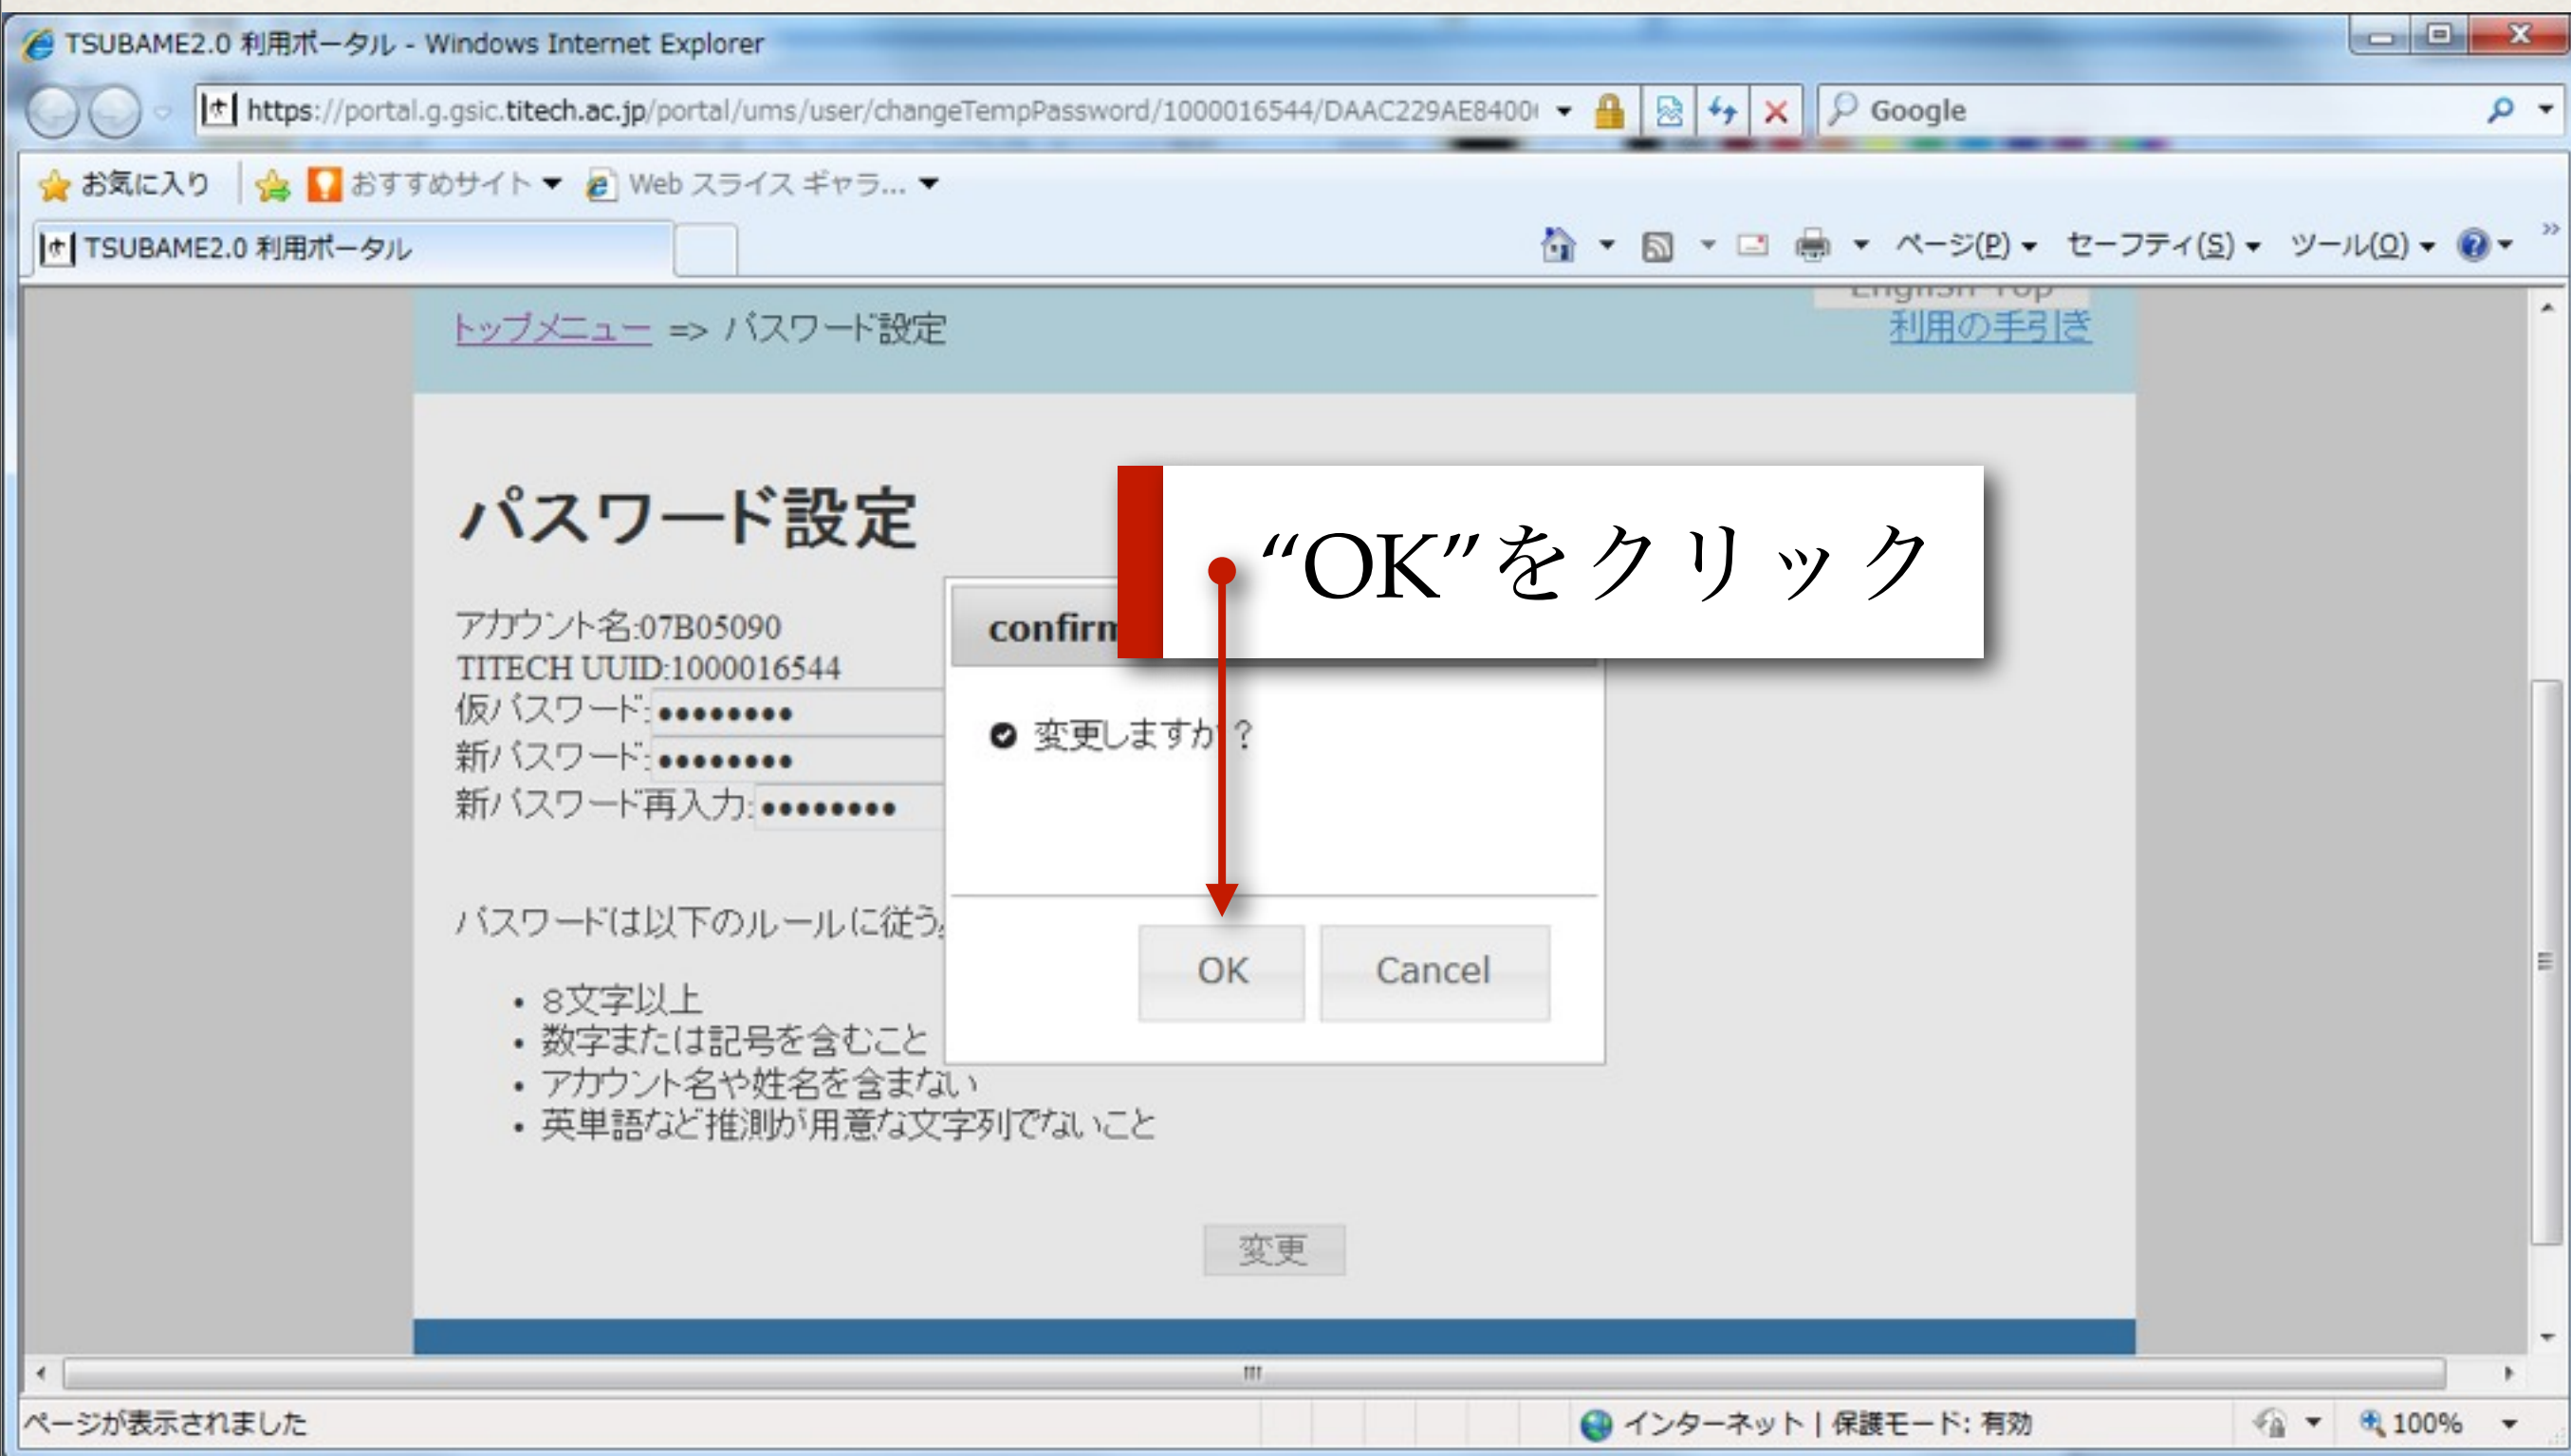 TSUBAME2.0 利用ポータル - Windows Internet Explorer
https://portal.g.gsic.titech.ac.jp/portal/ums/user/changeTempPassword/1000016544/DAAC229AE8400
Google
お気に入り おすすめサイト Web スライス ギャラ...
TSUBAME2.0 利用ポータル
ページ(P) セーフティ(S) ツール(O)
English Top
トップメニュー => パスワード設定
利用の手引き
パスワード設定
“OK”をクリック
アカウント名:07B05090
TITECH UUID:1000016544
仮パスワード:••••••••
新パスワード:••••••••
新パスワード再入力:••••••••
confirm
変更しますか?
OK Cancel
パスワードは以下のルールに従う
• 8文字以上
• 数字または記号を含むこと
• アカウント名や姓名を含まない
• 英単語など推測が用意な文字列でないこと
変更
ページが表示されました
インターネット | 保護モード: 有効
100%